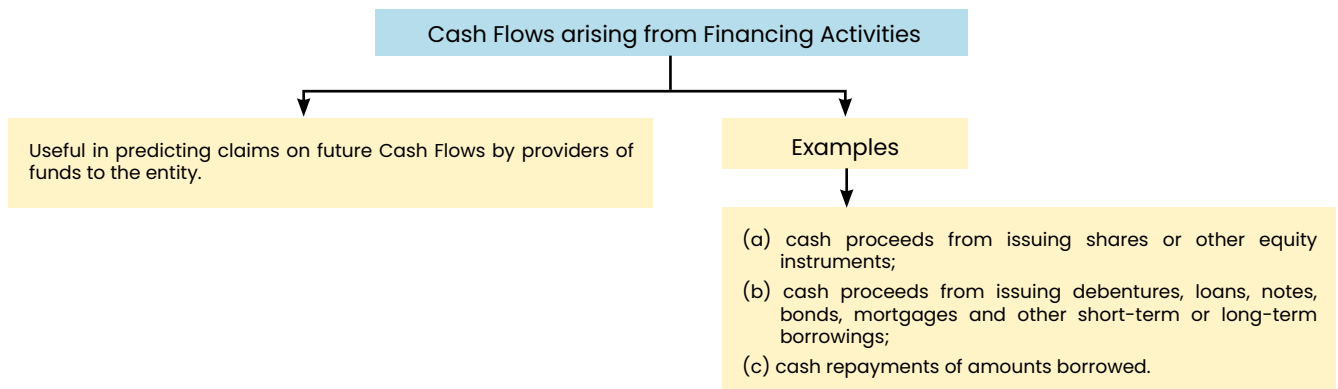 Cash Flows arising from Financing Activities
Useful in predicting claims on future Cash Flows by providers of
funds to the entity.
Examples
(a) cash proceeds from issuing shares or other equity
instruments;
(b) cash proceeds from issuing debentures, loans, notes,
bonds, mortgages and other short-term or long-term
borrowings;
(c) cash repayments of amounts borrowed.